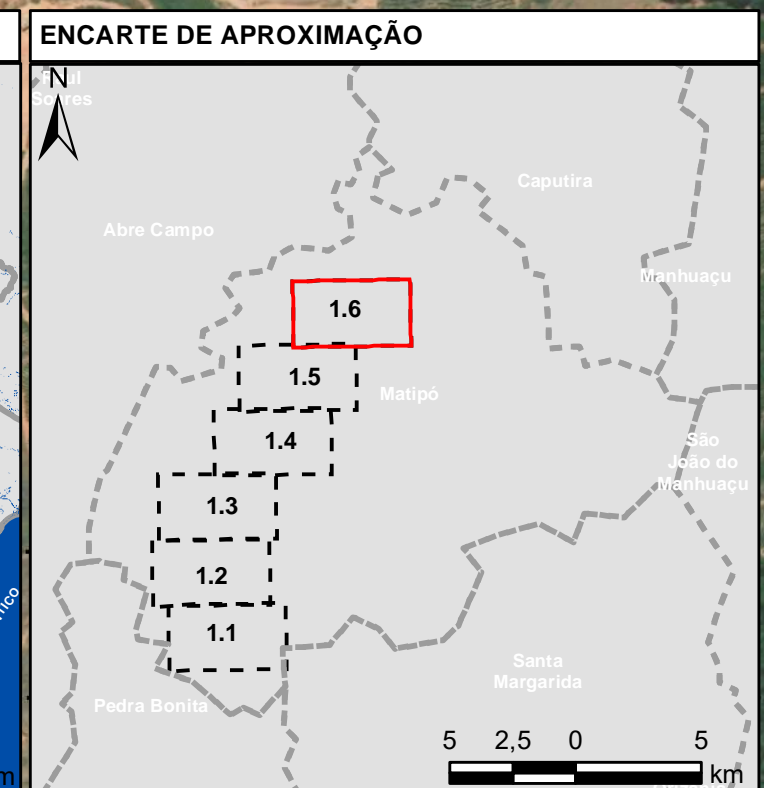 ENCARTE DE APROXIMAÇÃO
N
Soares
Caputira
Abre Campo
Manhuaçu
1.6
1.5
Matipó
1.4
São
João do
Manhuaçu
1.3
1.2
1.1
Santa
Margarida
Pedra Bonita
5 2,5 0 5
km